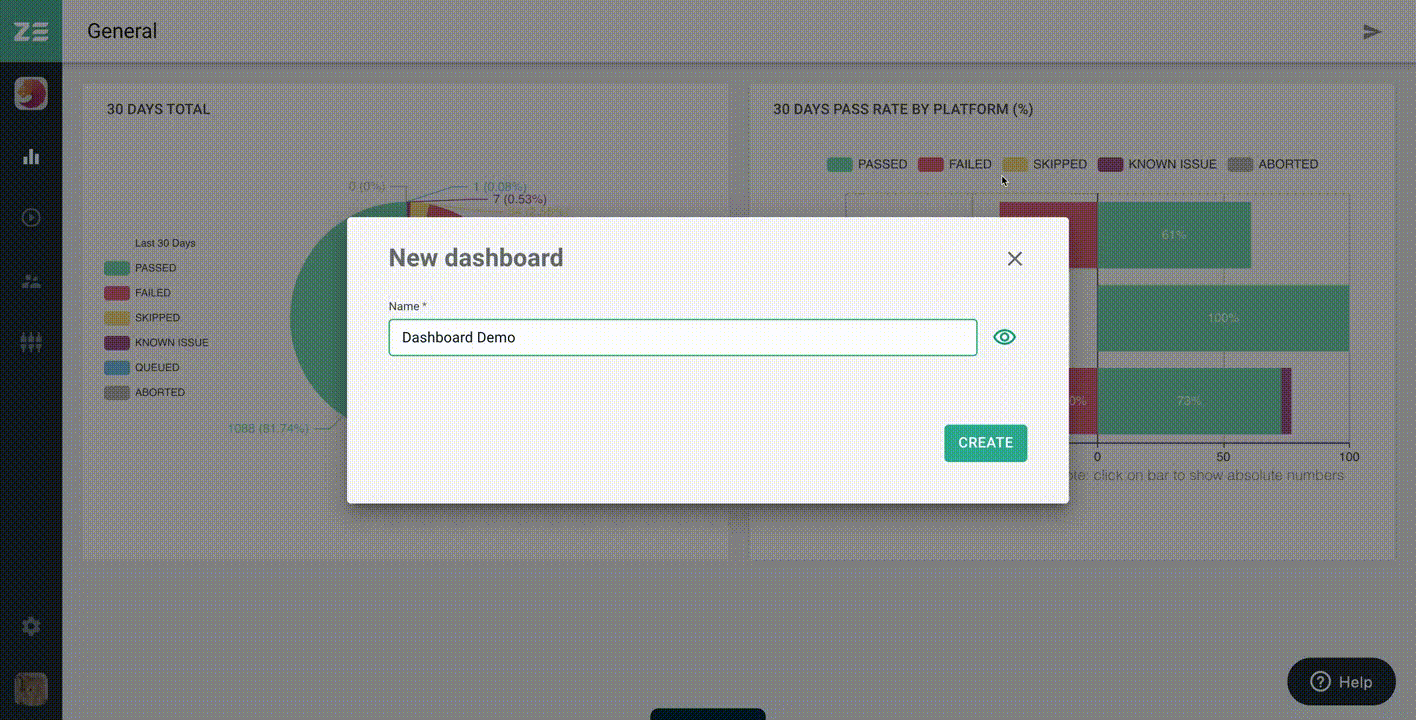 ZE
General
30 DAYS TOTAL
0 (0%)
1 (0.08%)
7 (0.53%)
Last 30 Days
PASSED
FAILED
SKIPPED
KNOWN ISSUE
QUEUED
ABORTED
1088 (81.74%)
30 DAYS PASS RATE BY PLATFORM (%)
PASSED FAILED SKIPPED KNOWN ISSUE ABORTED
61%
100%
0% 73%
0 50 100
click on bar to show absolute numbers
New dashboard
Name *
Dashboard Demo
CREATE
Help